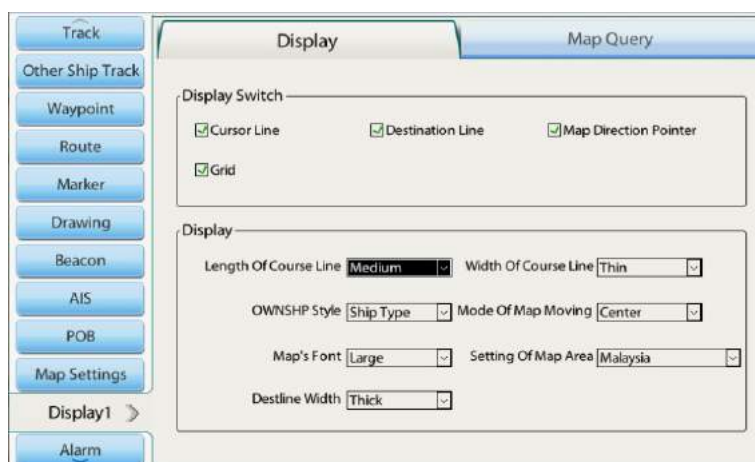 Track
Other Ship Track
Waypoint
Route
Marker
Drawing
Beacon
AIS
POB
Map Settings
Display1
Alarm
Display
Map Query
Display Switch
Cursor Line
Destination Line
Map Direction Pointer
Grid
Display
Length Of Course Line Medium
Width Of Course Line Thin
OWNSHP Style Ship Type
Mode Of Map Moving Center
Map's Font Large
Setting Of Map Area Malaysia
Destline Width Thick